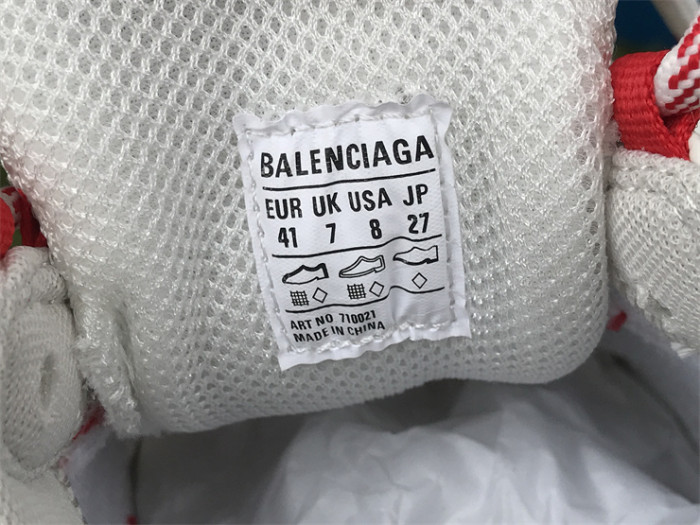 BALENCIAGA
EUR UK USA JP
41 7 8 27
ART NO 710021
MADE IN CHINA